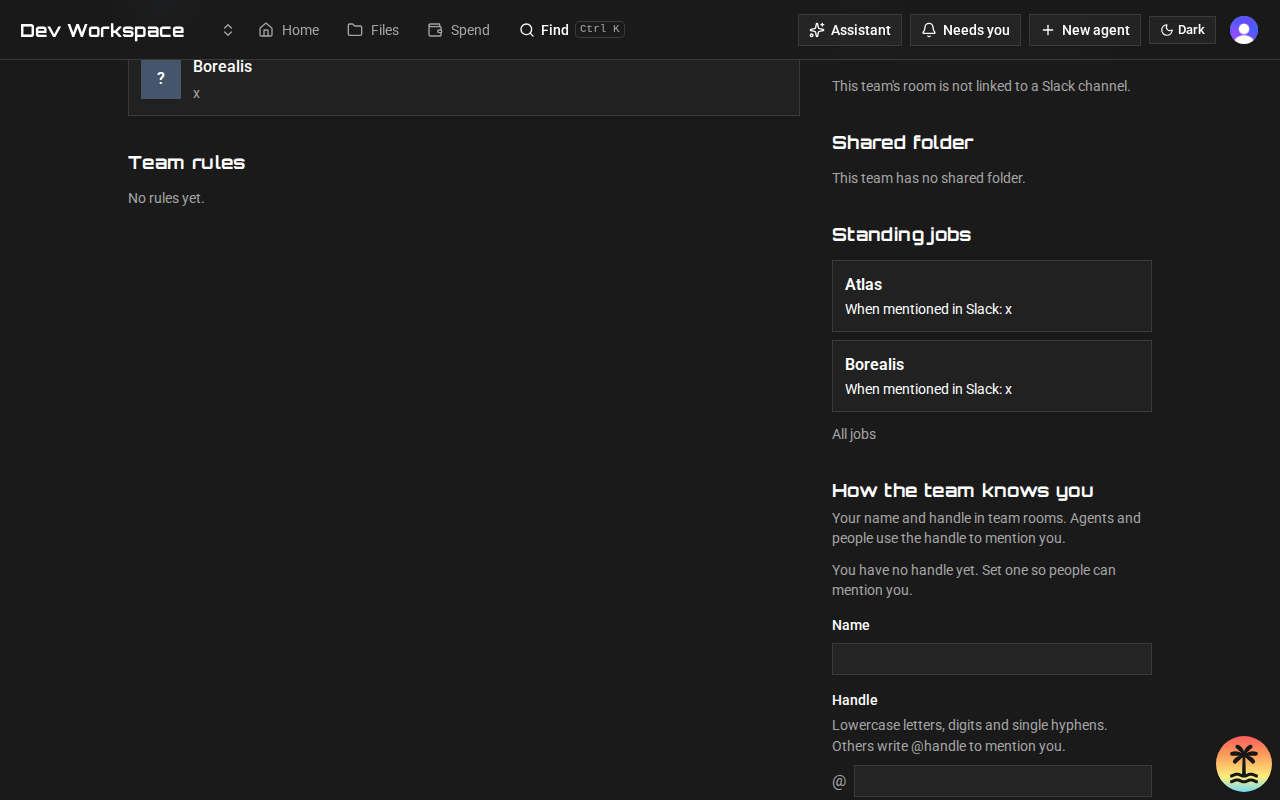 Dev Workspace
Home
Files
Spend
Find Ctrl K
Assistant
Needs you
New agent
Dark
?
Borealis
x
Team rules
No rules yet.
This team's room is not linked to a Slack channel.
Shared folder
This team has no shared folder.
Standing jobs
Atlas
When mentioned in Slack: x
Borealis
When mentioned in Slack: x
All jobs
How the team knows you
Your name and handle in team rooms. Agents and
people use the handle to mention you.
You have no handle yet. Set one so people can
mention you.
Name
Handle
Lowercase letters, digits and single hyphens.
Others write @handle to mention you.
@